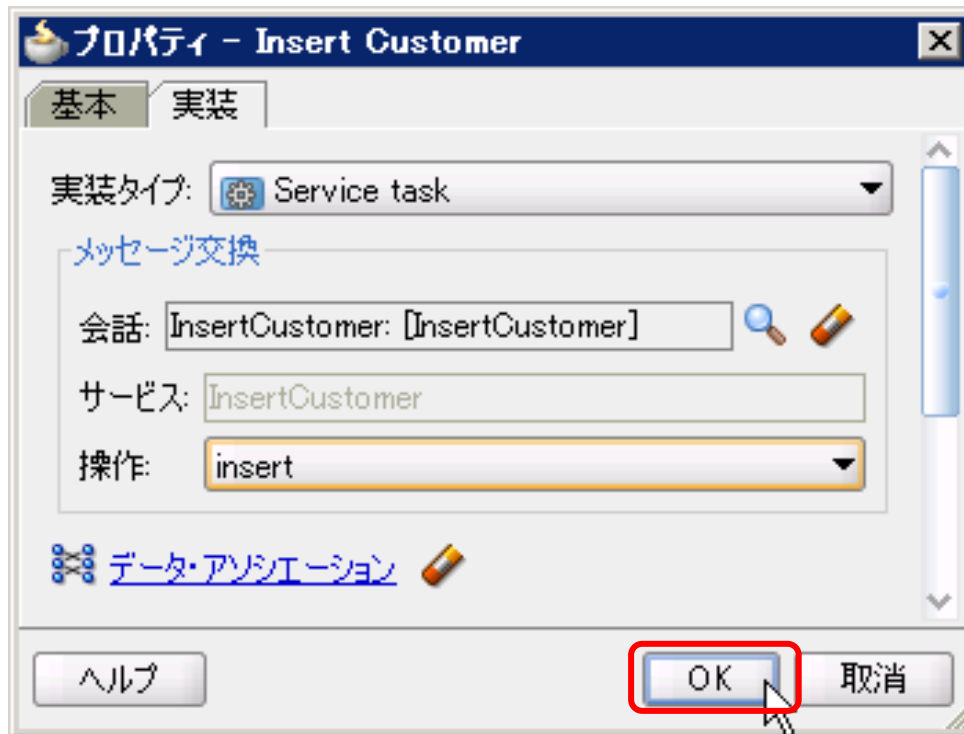 プロパティ - Insert Customer
基本 実装
実装タイプ: Service task
メッセージ交換
会話: InsertCustomer: [InsertCustomer]
サービス: InsertCustomer
操作: insert
データ・アソシエーション
ヘルプ OK 取消